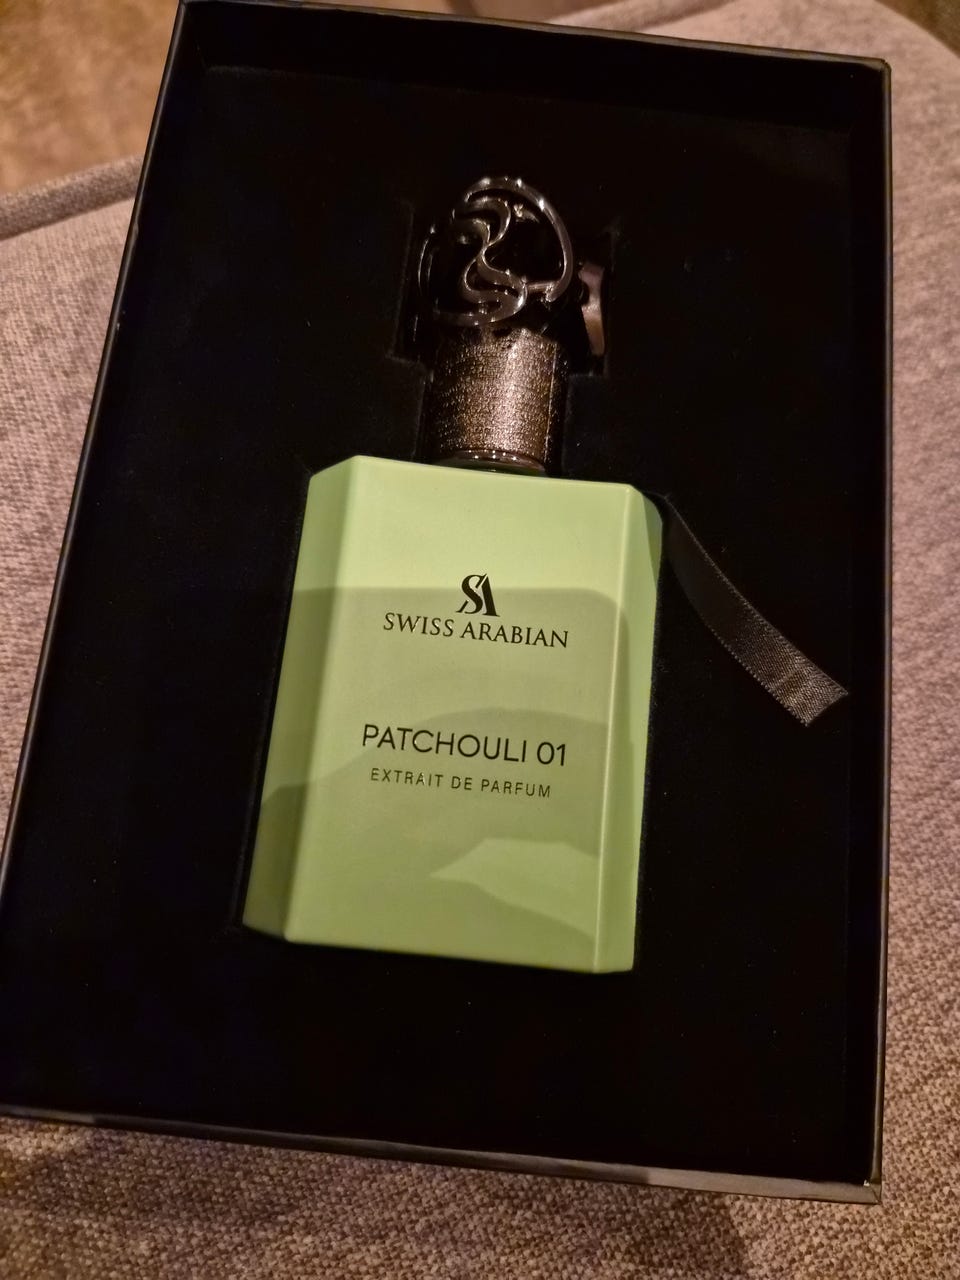 SA
SWISS ARABIAN
PATCHOULI 01
EXTRAIT DE PARFUM